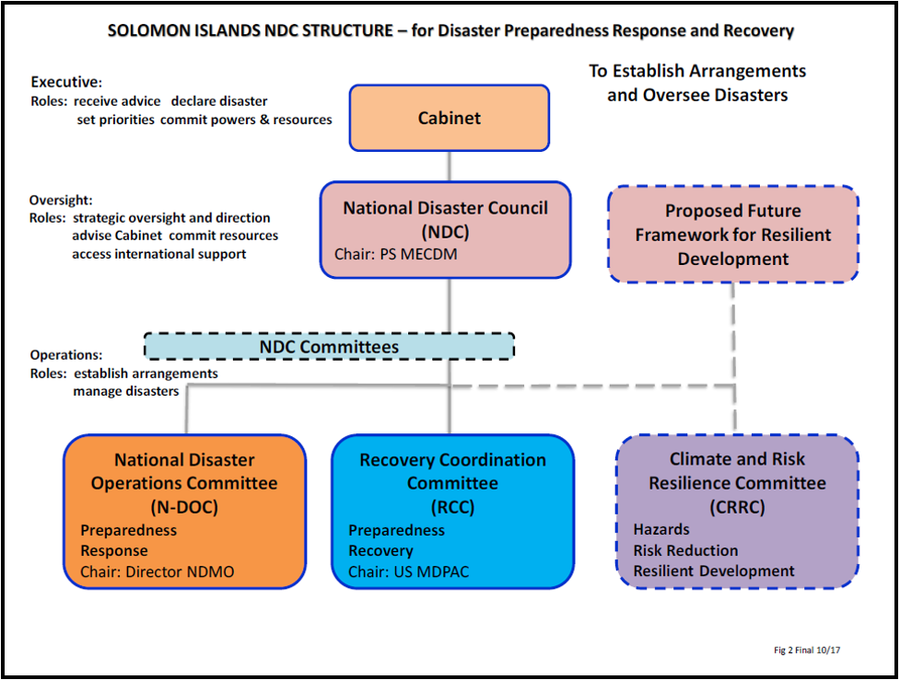 SOLOMON ISLANDS NDC STRUCTURE – for Disaster Preparedness Response and Recovery
To Establish Arrangements
and Oversee Disasters
Executive:
Roles: receive advice declare disaster
set priorities commit powers & resources
Cabinet
Oversight:
Roles: strategic oversight and direction
advise Cabinet commit resources
access international support
National Disaster Council
(NDC)
Chair: PS MECDM
Proposed Future
Framework for Resilient
Development
NDC Committees
Operations:
Roles: establish arrangements
manage disasters
National Disaster
Operations Committee
(N-DOC)
Preparedness
Response
Chair: Director NDMO
Recovery Coordination
Committee
(RCC)
Preparedness
Recovery
Chair: US MDPAC
Climate and Risk
Resilience Committee
(CRRC)
Hazards
Risk Reduction
Resilient Development
Fig 2 Final 10/17